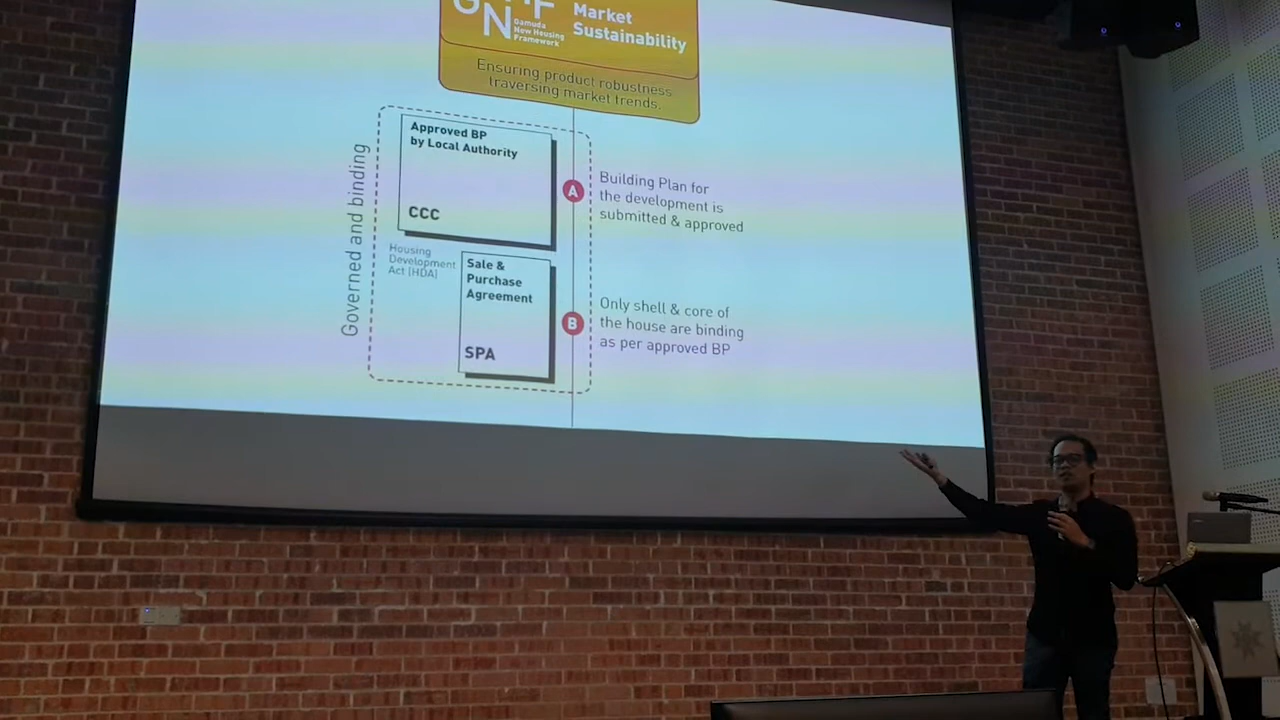 Market
Sustainability
GN
Gamuda
New Housing
Framework
Ensuring product robustness
traversing market trends.
Governed and binding
Approved BP
by Local Authority
CCC
A
Building Plan for
the development is
submitted & approved
Housing
Development
Act [HDA]
Sale &
Purchase
Agreement
SPA
B
Only shell & core of
the house are binding
as per approved BP